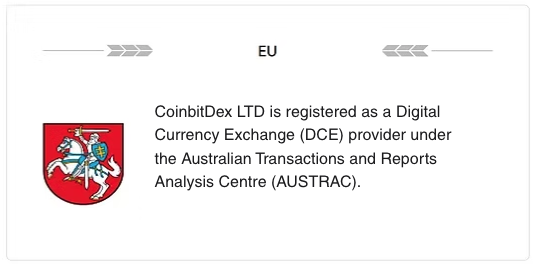 EU
CoinbitDex LTD is registered as a Digital
Currency Exchange (DCE) provider under
the Australian Transactions and Reports
Analysis Centre (AUSTRAC).